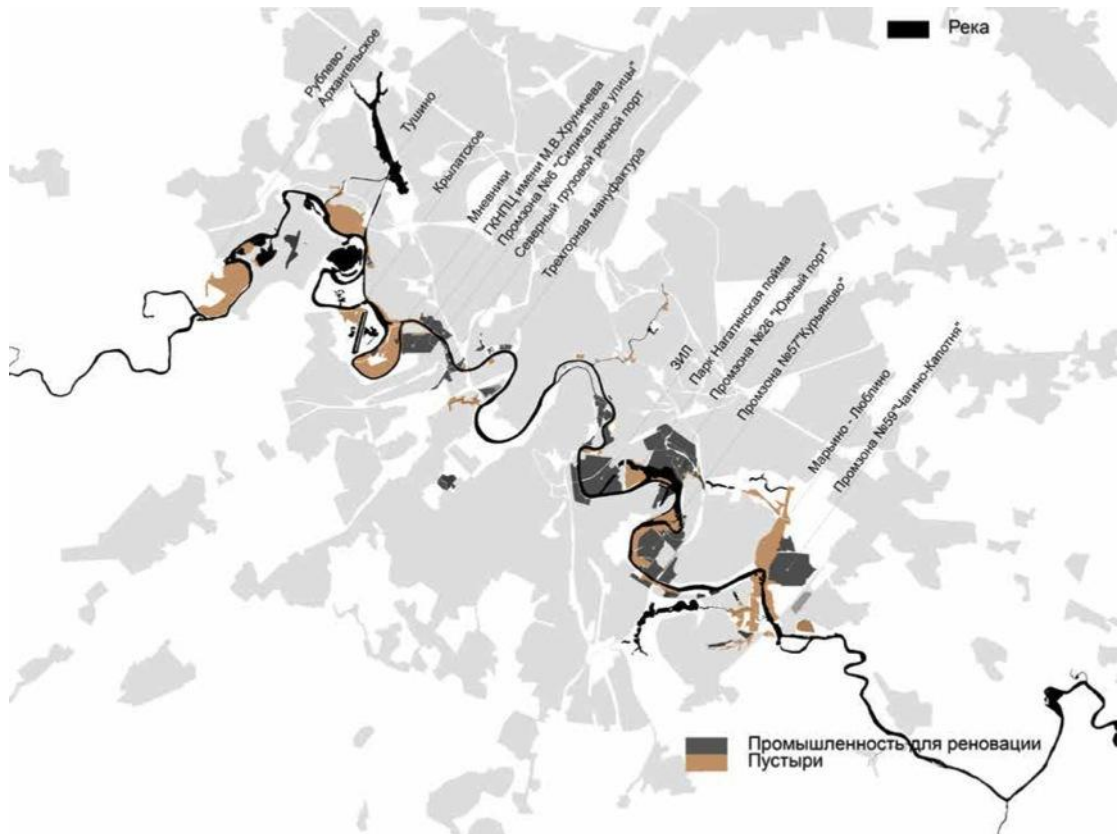 Река
Рублево -
Архангельское
Тушино
Крылатское
Мневники
ГКНПЦ имени М.В.Хруничева
Промзона №6 "Силикатные улицы"
Северный грузовой речной порт
Трехгорная мануфактура
ЗИЛ
Парк Нагатинская пойма
Промзона №26 "Южный порт"
Промзона №57"Курьяново"
Марьино - Люблино
Промзона №59"Чагино-Капотня"
Промышленность для реновации
Пустыри